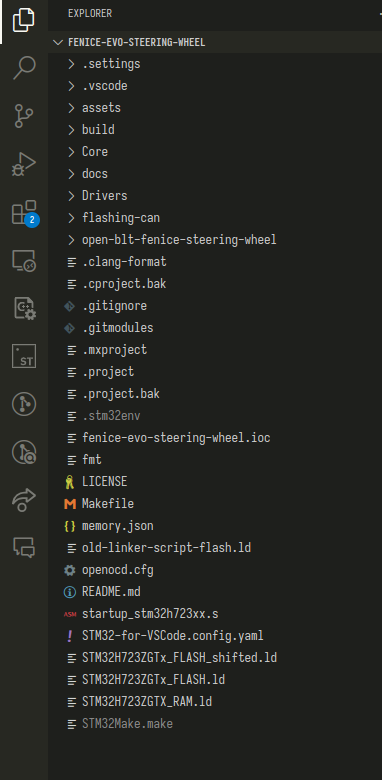 EXPLORER
FENICE-EVO-STEERING-WHEEL
.settings
.vscode
assets
build
Core
docs
Drivers
flashing-can
2
open-blt-fenice-steering-wheel
.clang-format
.cproject.bak
.gitignore
.gitmodules
.mxproject
ST
.project
.project.bak
.stm32env
fenice-evo-steering-wheel.ioc
fmt
LICENSE
Makefile
{} memory.json
old-linker-script-flash.ld
openocd.cfg
README.md
ASM startup_stm32h723xx.s
! STM32-for-VSCode.config.yaml
STM32H723ZGTx_FLASH_shifted.ld
STM32H723ZGTx_FLASH.ld
STM32H723ZGTX_RAM.ld
STM32Make.make